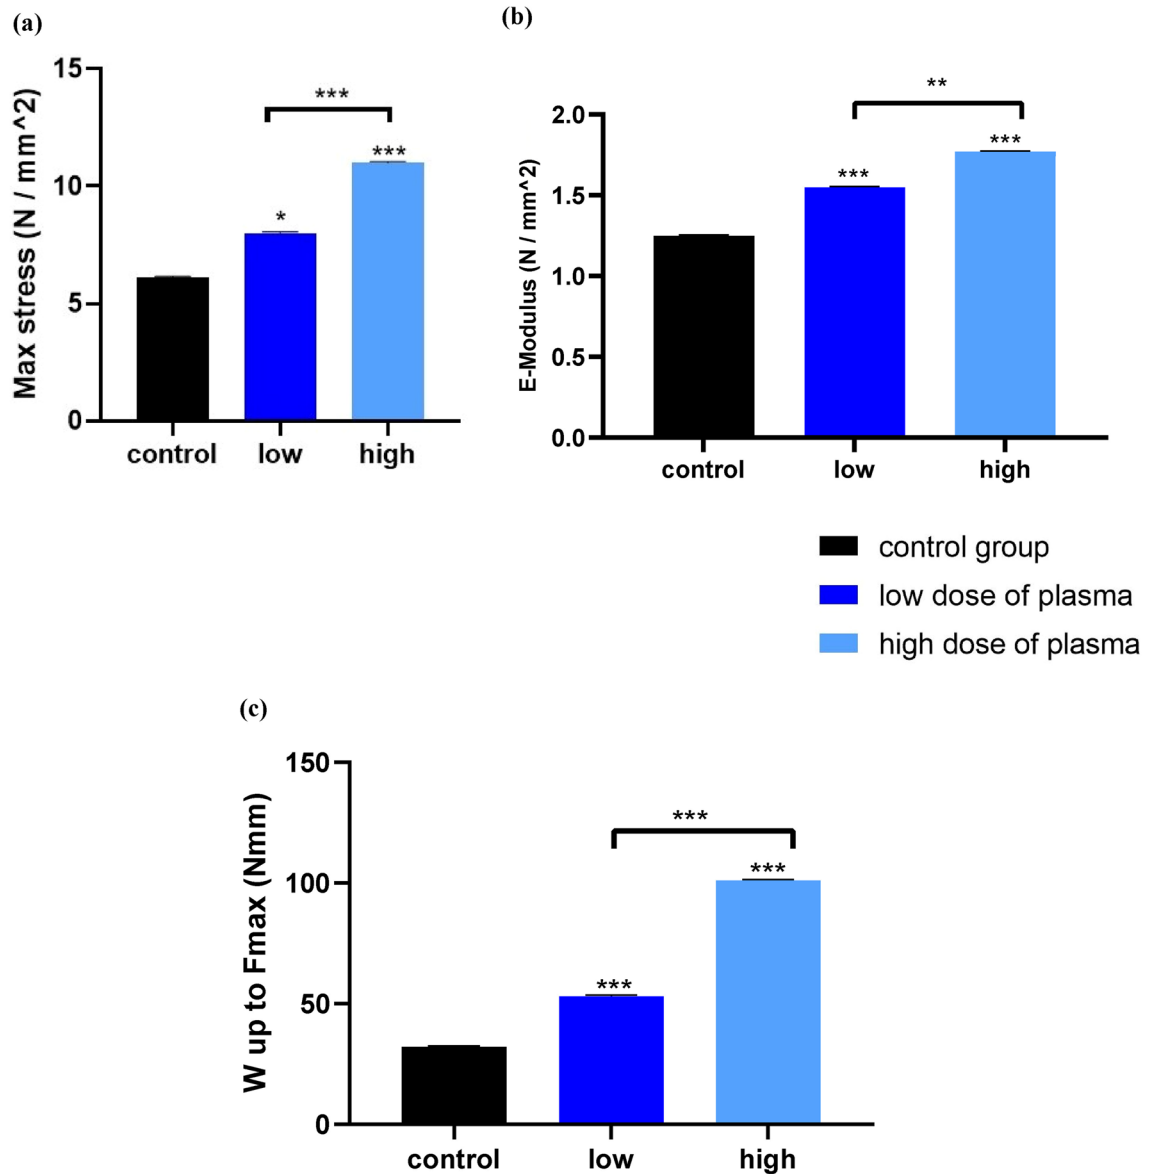 (a)
Max stress (N / mm^2)
15
10
5
0
***
***
*
control low high
(b)
E-Modulus (N / mm^2)
2.0
1.5
1.0
0.5
0.0
**
***
***
control low high
control group
low dose of plasma
high dose of plasma
(c)
W up to Fmax (Nmm)
150
100
50
0
***
***
***
control low high